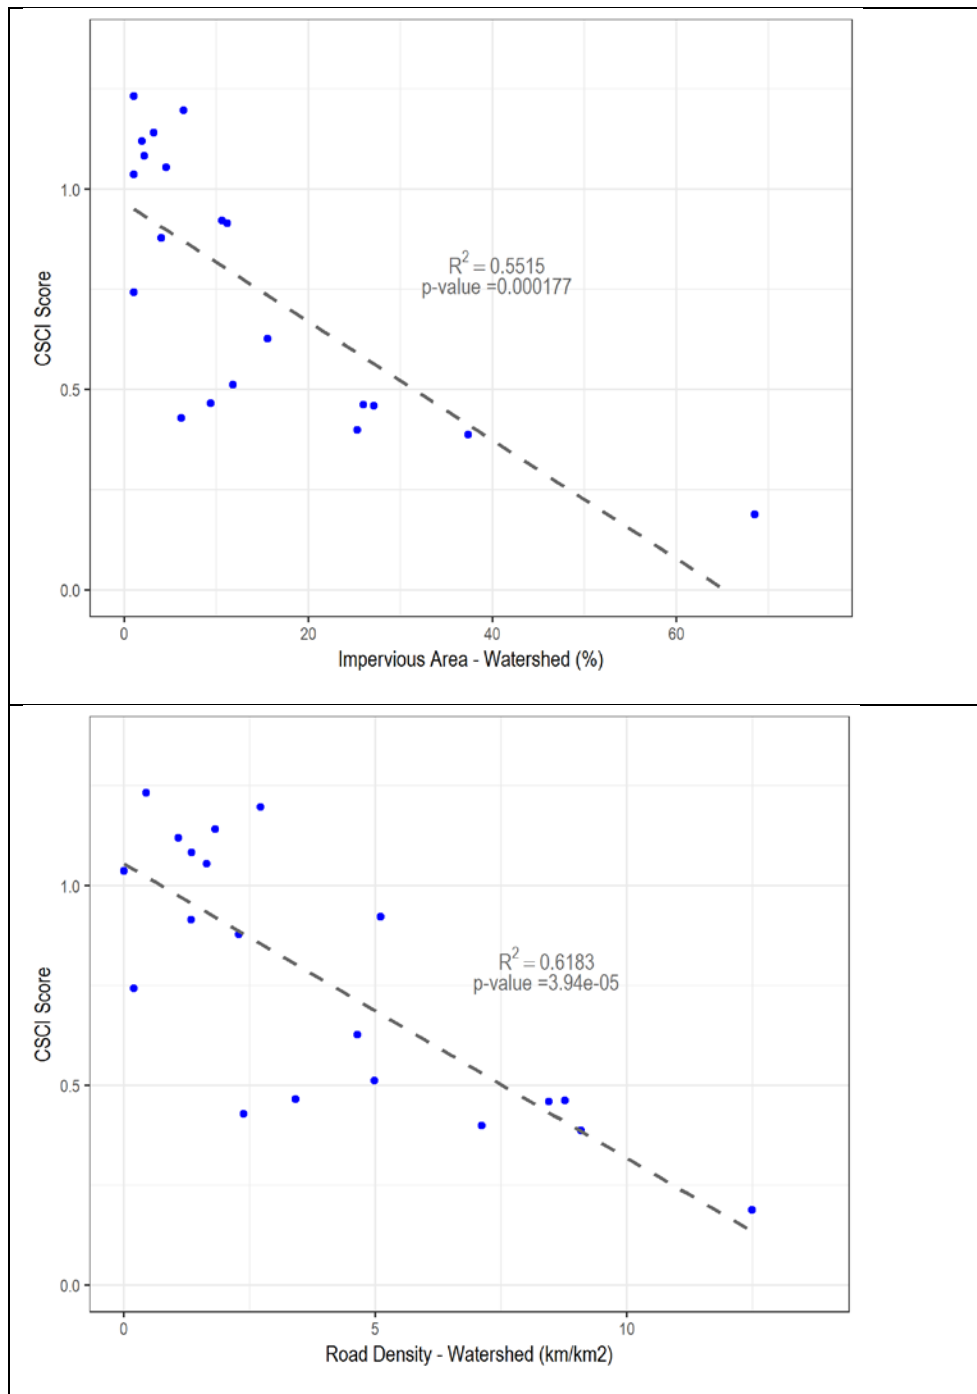 1.0
0.5
0.0
CSCI Score
R² = 0.5515
p-value =0.000177
0 20 40 60
Impervious Area - Watershed (%)
1.0
0.5
0.0
CSCI Score
R² = 0.6183
p-value =3.94e-05
0 5 10
Road Density - Watershed (km/km2)